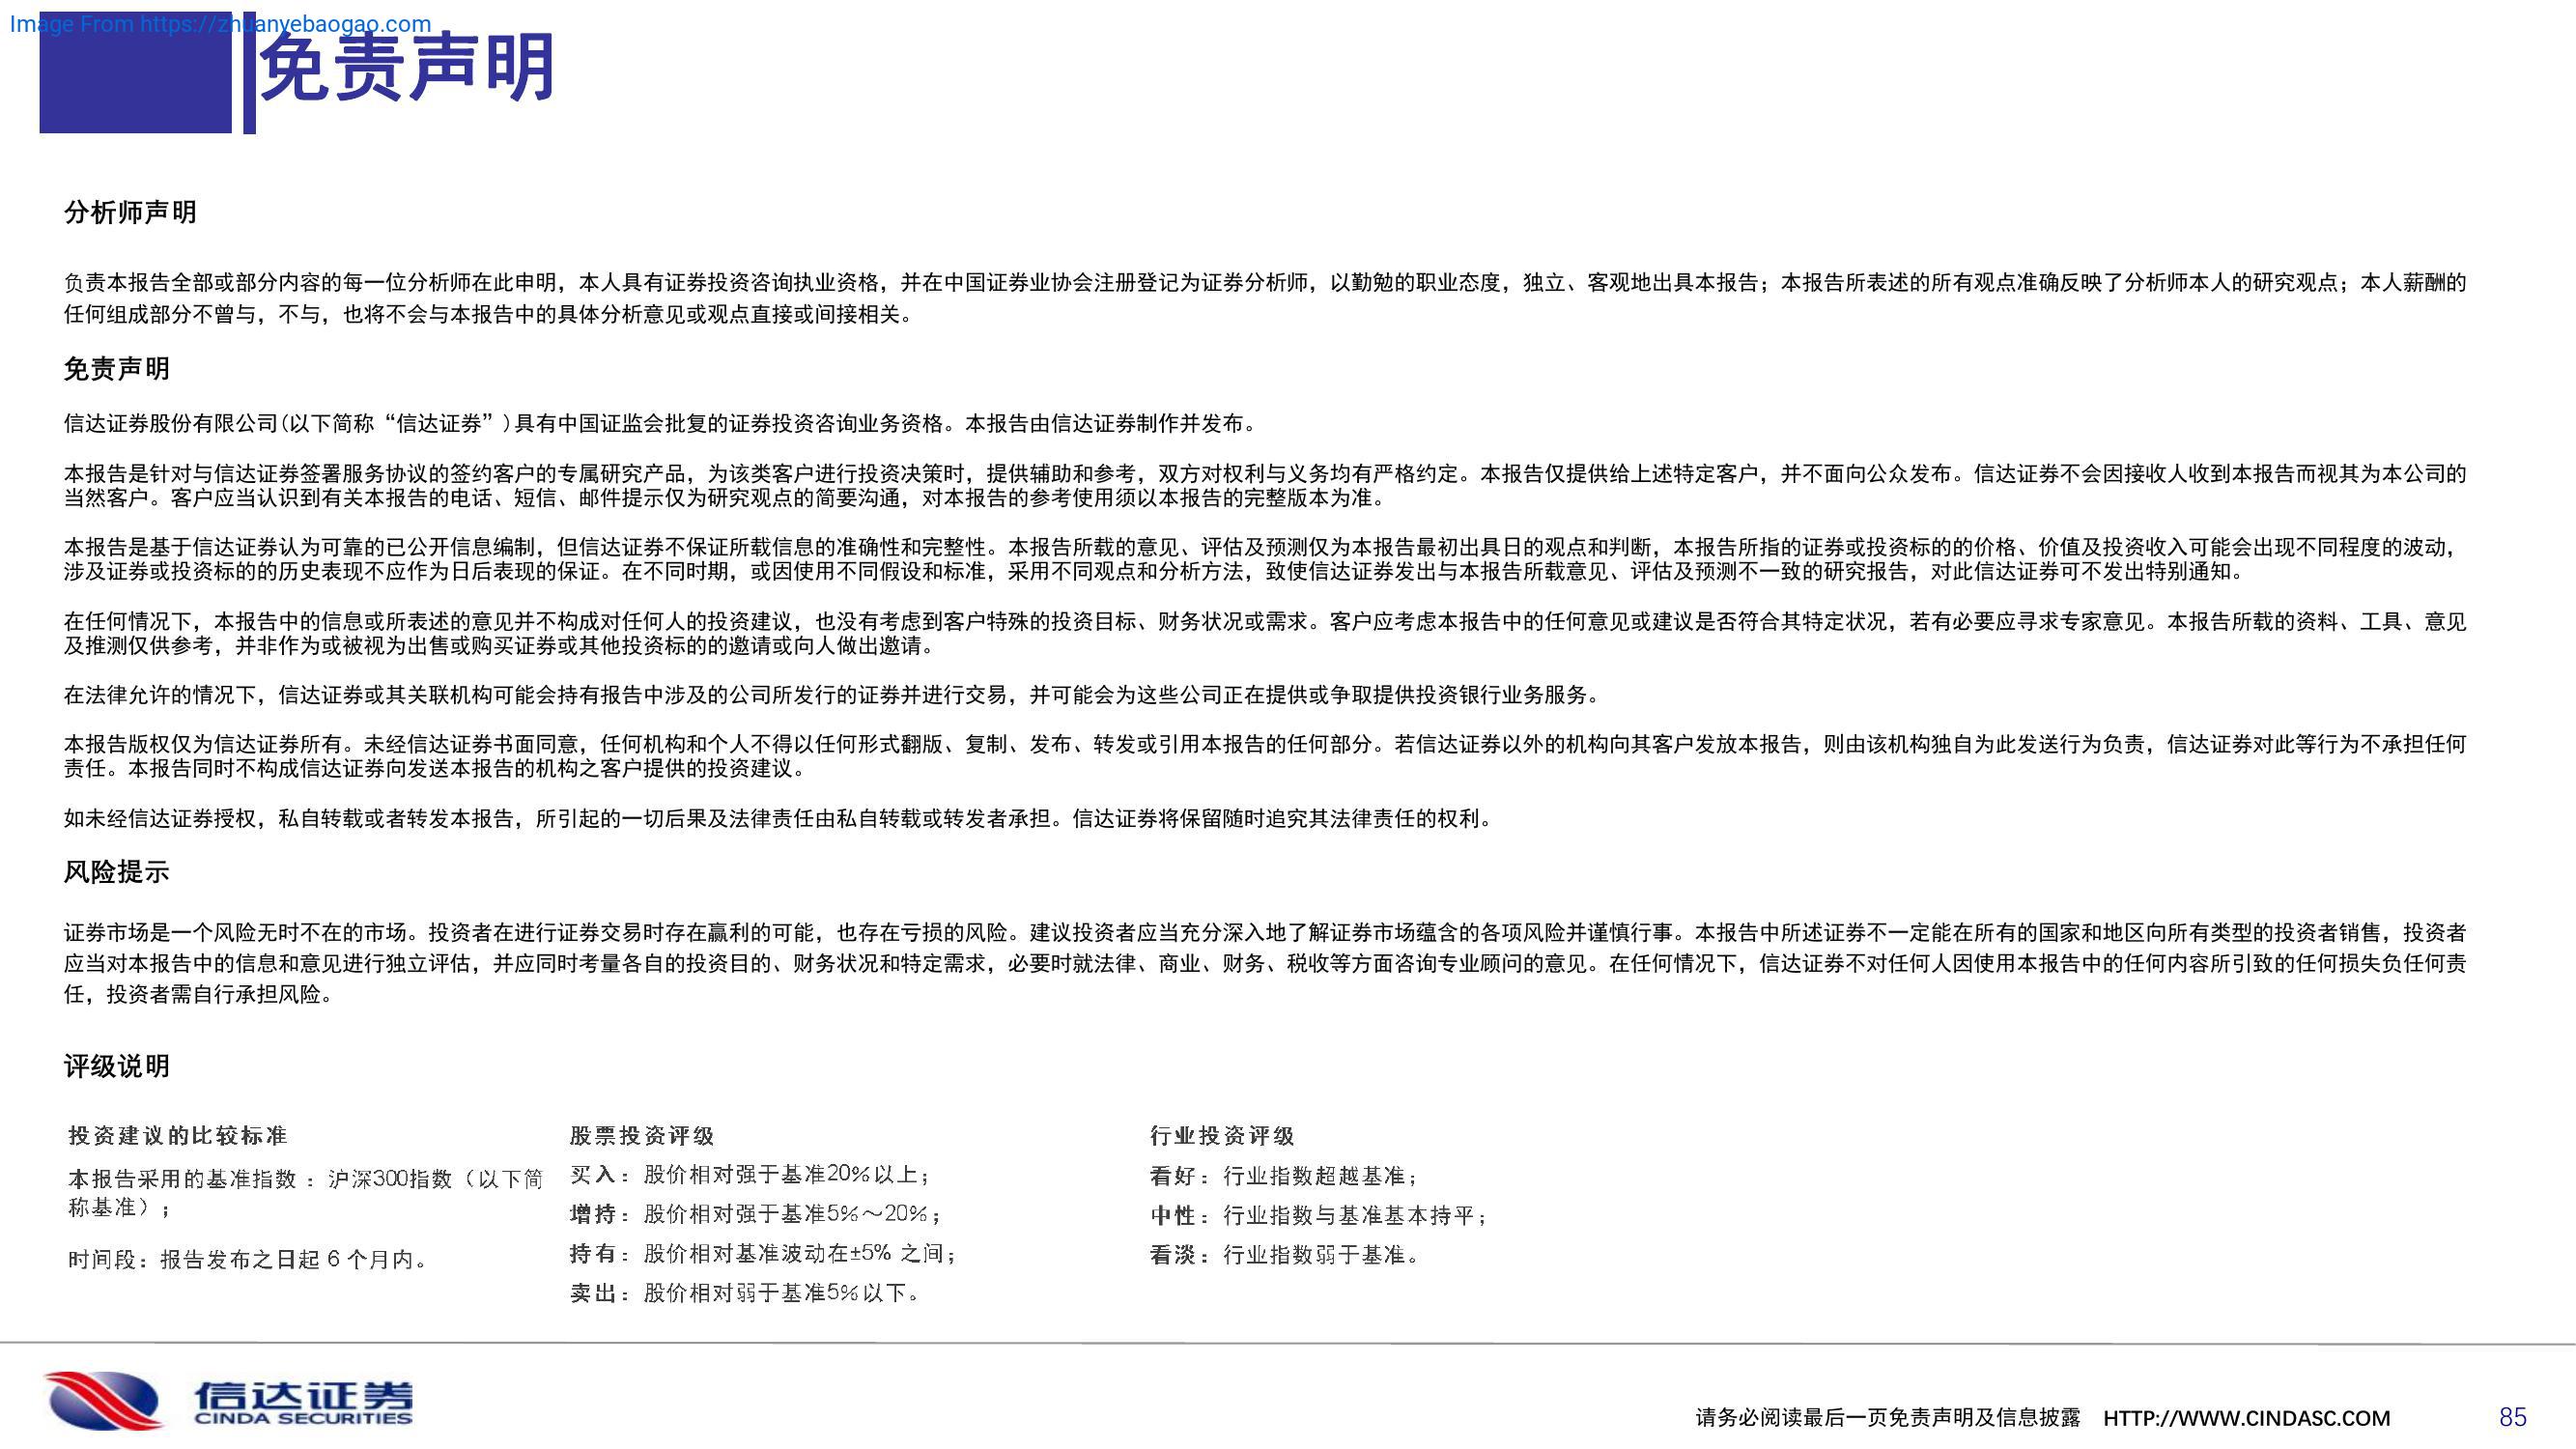 Image From https://zhuanyebaogao.com
免责声明
分析师声明
负责本报告全部或部分内容的每一位分析师在此申明，本人具有证券投资咨询执业资格，并在中国证券业协会注册登记为证券分析师，以勤勉的职业态度，独立、客观地出具本报告；本报告所表述的所有观点准确反映了分析师本人的研究观点；本人薪酬的
任何组成部分不曾与，不与，也将不会与本报告中的具体分析意见或观点直接或间接相关。
免责声明
信达证券股份有限公司(以下简称“信达证券”)具有中国证监会批复的证券投资咨询业务资格。本报告由信达证券制作并发布。
本报告是针对与信达证券签署服务协议的签约客户的专属研究产品，为该类客户进行投资决策时，提供辅助和参考，双方对权利与义务均有严格约定。本报告仅提供给上述特定客户，并不面向公众发布。信达证券不会因接收人收到本报告而视其为本公司的
当然客户。客户应当认识到有关本报告的电话、短信、邮件提示仅为研究观点的简要沟通，对本报告的参考使用须以本报告的完整版本为准。
本报告是基于信达证券认为可靠的已公开信息编制，但信达证券不保证所载信息的准确性和完整性。本报告所载的意见、评估及预测仅为本报告最初出具日的观点和判断，本报告所指的证券或投资标的的价格、价值及投资收入可能会出现不同程度的波动，
涉及证券或投资标的的历史表现不应作为日后表现的保证。在不同时期，或因使用不同假设和标准，采用不同观点和分析方法，致使信达证券发出与本报告所载意见、评估及预测不一致的研究报告，对此信达证券可不发出特别通知。
在任何情况下，本报告中的信息或所表述的意见并不构成对任何人的投资建议，也没有考虑到客户特殊的投资目标、财务状况或需求。客户应考虑本报告中的任何意见或建议是否符合其特定状况，若有必要应寻求专家意见。本报告所载的资料、工具、意见
及推测仅供参考，并非作为或被视为出售或购买证券或其他投资标的的邀请或向人做出邀请。
在法律允许的情况下，信达证券或其关联机构可能会持有报告中涉及的公司所发行的证券并进行交易，并可能会为这些公司正在提供或争取提供投资银行业务服务。
本报告版权仅为信达证券所有。未经信达证券书面同意，任何机构和个人不得以任何形式翻版、复制、发布、转发或引用本报告的任何部分。若信达证券以外的机构向其客户发放本报告，则由该机构独自为此发送行为负责，信达证券对此等行为不承担任何
责任。本报告同时不构成信达证券向发送本报告的机构之客户提供的投资建议。
如未经信达证券授权，私自转载或者转发本报告，所引起的一切后果及法律责任由私自转载或转发者承担。信达证券将保留随时追究其法律责任的权利。
风险提示
证券市场是一个风险无时不在的市场。投资者在进行证券交易时存在赢利的可能，也存在亏损的风险。建议投资者应当充分深入地了解证券市场蕴含的各项风险并谨慎行事。本报告中所述证券不一定能在所有的国家和地区向所有类型的投资者销售，投资者
应当对本报告中的信息和意见进行独立评估，并应同时考量各自的投资目的、财务状况和特定需求，必要时就法律、商业、财务、税收等方面咨询专业顾问的意见。在任何情况下，信达证券不对任何人因使用本报告中的任何内容所引致的任何损失负任何责
任，投资者需自行承担风险。
评级说明
投资建议的比较标准
本报告采用的基准指数 ：沪深300指数（以下简
称基准）；
时间段：报告发布之日起 6 个月内。
股票投资评级
买入：股价相对强于基准20%以上；
增持：股价相对强于基准5%～20%；
持有：股价相对基准波动在±5% 之间；
卖出：股价相对弱于基准5%以下。
行业投资评级
看好：行业指数超越基准；
中性：行业指数与基准基本持平；
看淡：行业指数弱于基准。
信达证券
CINDA SECURITIES
请务必阅读最后一页免责声明及信息披露 HTTP://WWW.CINDASC.COM 85